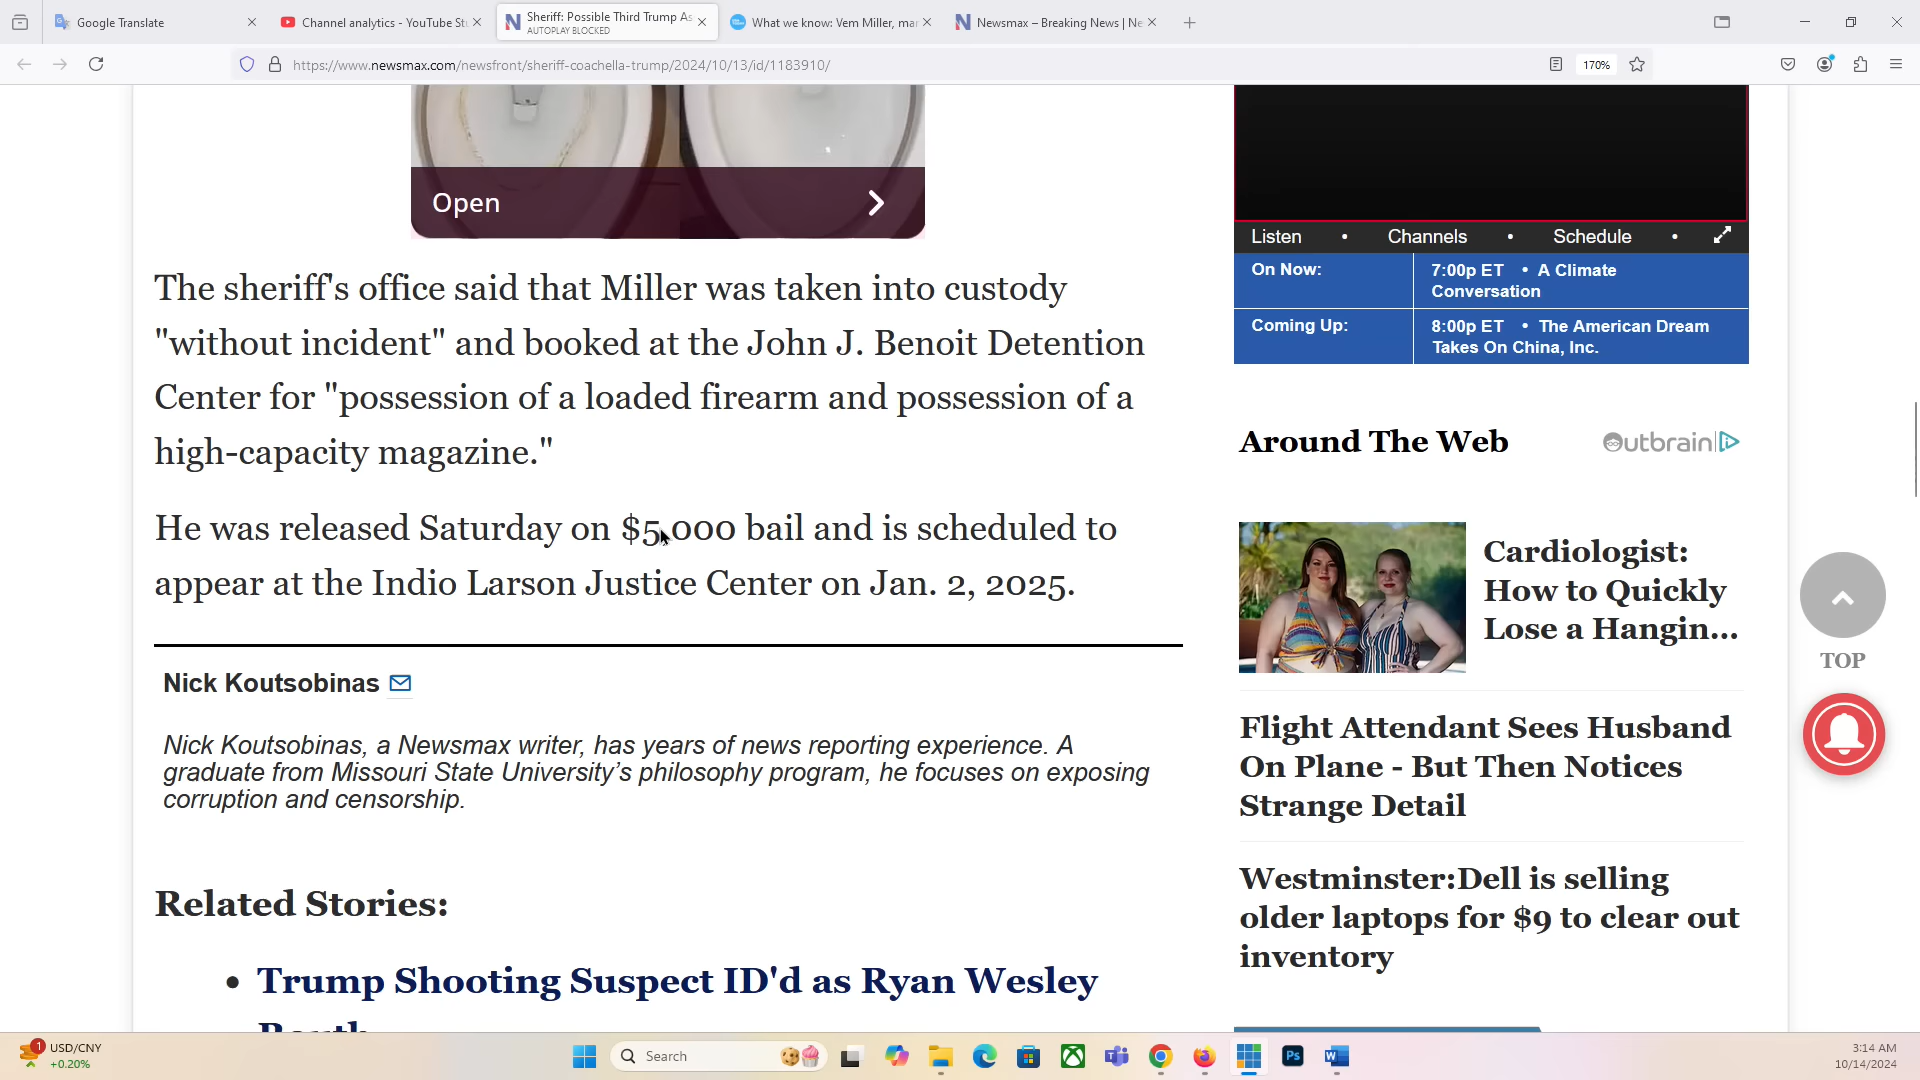 Google Translate
Channel analytics - YouTube Stu
Sheriff: Possible Third Trump As
AUTOPLAY BLOCKED
What we know: Vem Miller, mar
Newsmax – Breaking News | Ne
https://www.newsmax.com/newsfront/sheriff-coachella-trump/2024/10/13/id/1183910/
170%
Open
The sheriff's office said that Miller was taken into custody
"without incident" and booked at the John J. Benoit Detention
Center for "possession of a loaded firearm and possession of a
high-capacity magazine."
He was released Saturday on $5,000 bail and is scheduled to
appear at the Indio Larson Justice Center on Jan. 2, 2025.
Nick Koutsobinas
Nick Koutsobinas, a Newsmax writer, has years of news reporting experience. A
graduate from Missouri State University's philosophy program, he focuses on exposing
corruption and censorship.
Related Stories:
• Trump Shooting Suspect ID'd as Ryan Wesley
Routh
Listen • Channels • Schedule •
On Now: 7:00p ET • A Climate
Conversation
Coming Up: 8:00p ET • The American Dream
Takes On China, Inc.
Around The Web
Outbrain
Cardiologist:
How to Quickly
Lose a Hangin...
Flight Attendant Sees Husband
On Plane - But Then Notices
Strange Detail
Westminster:Dell is selling
older laptops for $9 to clear out
inventory
TOP
1
USD/CNY
+0.20%
Search
Ps
3:14 AM
10/14/2024